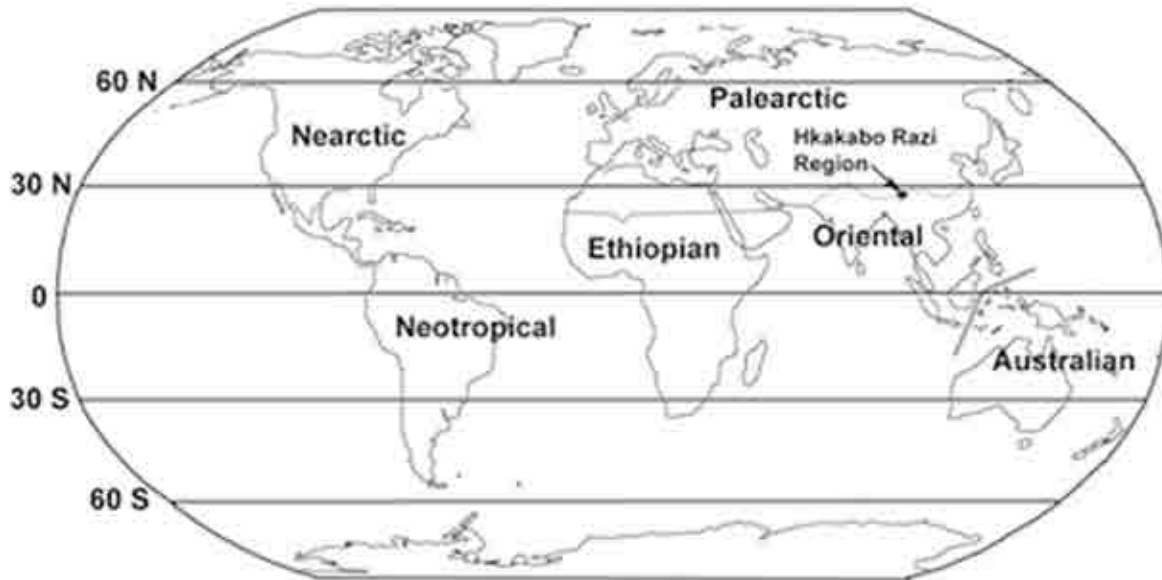 60 N
Palearctic
Nearctic
Hkakabo Razi
Region
30 N
Ethiopian
Oriental
0
Neotropical
Australian
30 S
60 S